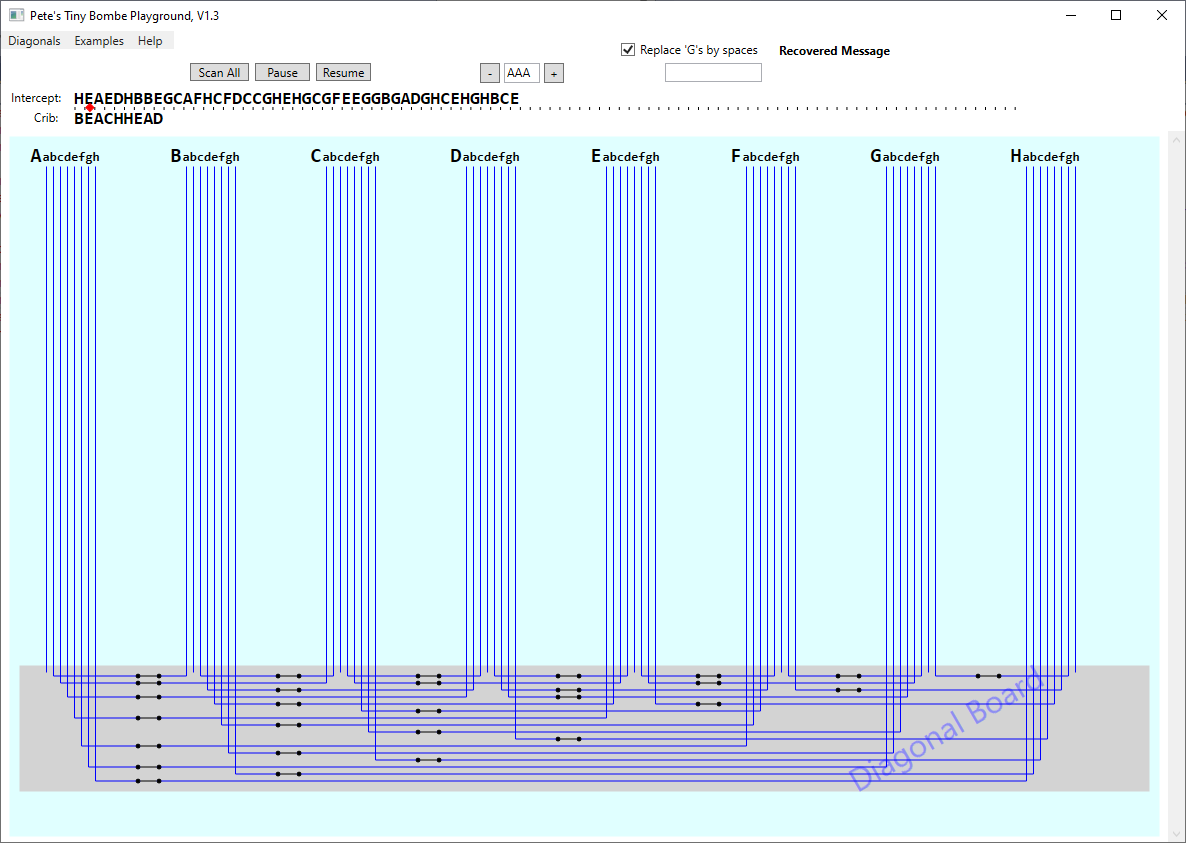 Pete's Tiny Bombe Playground, V1.3
Diagonals Examples Help
Replace 'G's by spaces Recovered Message
Scan All Pause Resume - AAA +
Intercept: HEAEDHBBEGCAFHCFDCCGHEHGCGFEEGGBGADGHCEHGHBCE
Crib: BEACHHEAD
Aabcdefgh Babcdefgh Cabcdefgh Dabcdefgh Eabcdefgh Fabcdefgh Gabcdefgh Habcdefgh
Diagonal Board